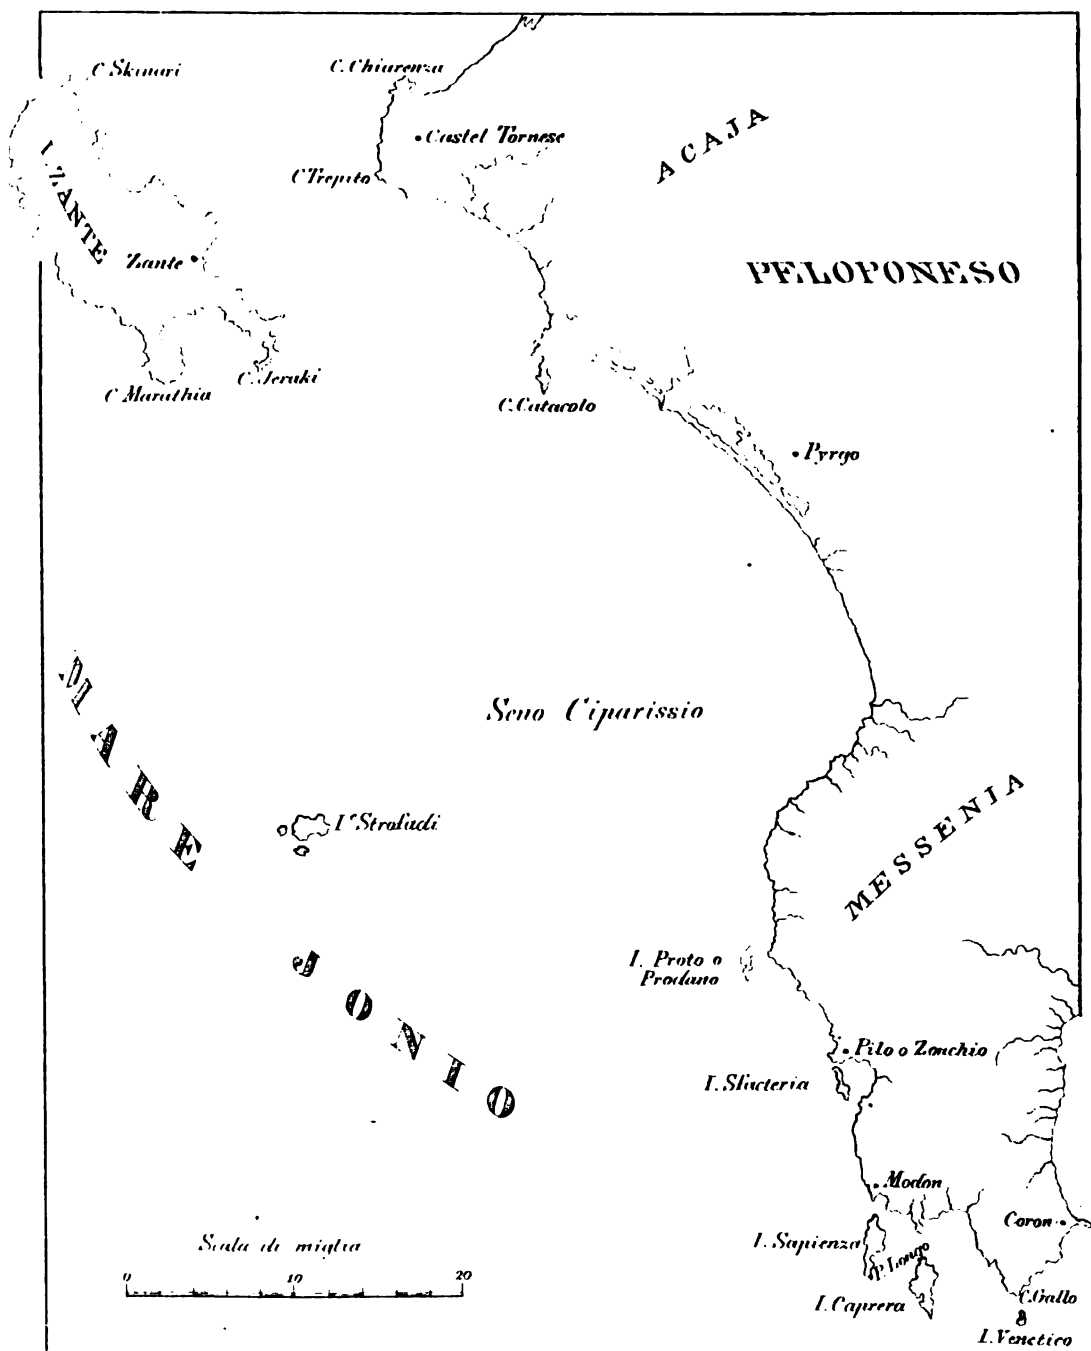 C. Skinari
C. Chiarenza
Castel Tornese
ACAJA
C. Trepito
I. ZANTE
Zante
PELOPONESO
C. Marathia
C. Jeraki
C. Catacolo
Pyrgo
MARE
Seno Ciparissio
I.e Strofadi
MESSENIA
JONIO
I. Proto o
Prodano
Pilo o Zonchio
I. Sfacteria
Modon
Coron
Scala di miglia
0 10 20
I. Sapienza
P. Longo
I. Caprera
C. Gallo
I. Venetico